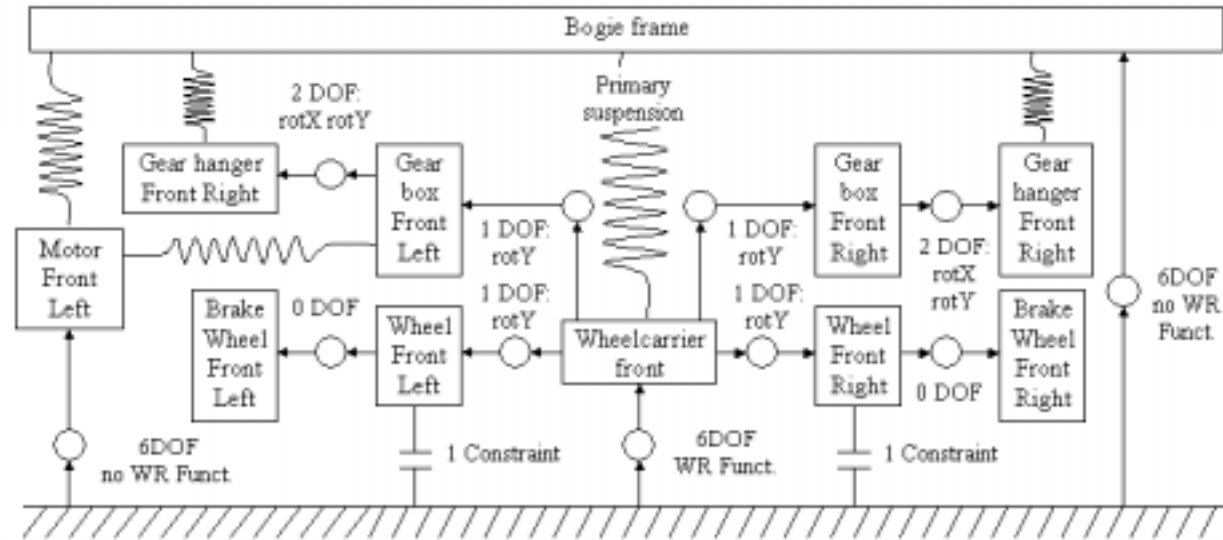 Bogie frame
Primary
suspension
2 DOF:
rotX rotY
Gear hanger
Front Right
Gear
box
Front
Left
1 DOF:
rotY
1 DOF:
rotY
Gear
box
Front
Right
2 DOF:
rotX
rotY
Gear
hanger
Front
Right
Motor
Front
Left
6DOF
no WR
Funct.
Brake
Wheel
Front
Left
0 DOF
Wheel
Front
Left
1 DOF:
rotY
Wheelcarrier
front
1 DOF:
rotY
Wheel
Front
Right
0 DOF
Brake
Wheel
Front
Right
6DOF
no WR Funct.
1 Constraint
6DOF
WR Funct.
1 Constraint